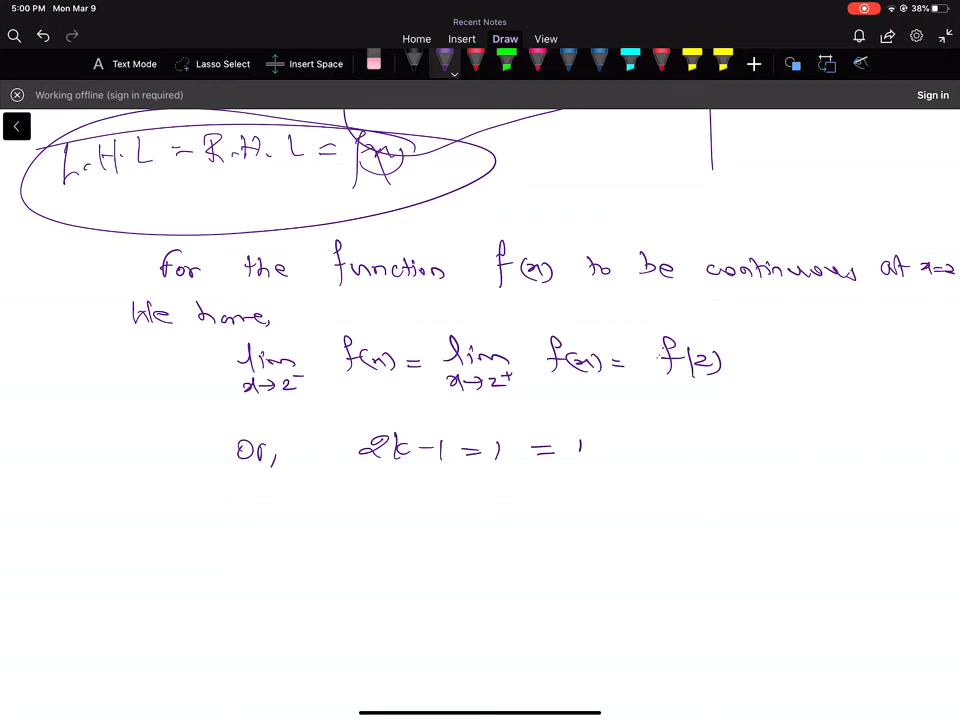 5:00 PM Mon Mar 9
38%
Recent Notes
Home Insert Draw View
Text Mode Lasso Select Insert Space
Working offline (sign in required) Sign in
L.H.L = R.H.L =
For the function f(x) to be continuous at x=2
We have,
lim f(x) = lim f(x) = f(2)
x→2⁻ x→2⁺
Or, 2k-1 = 1 = 1